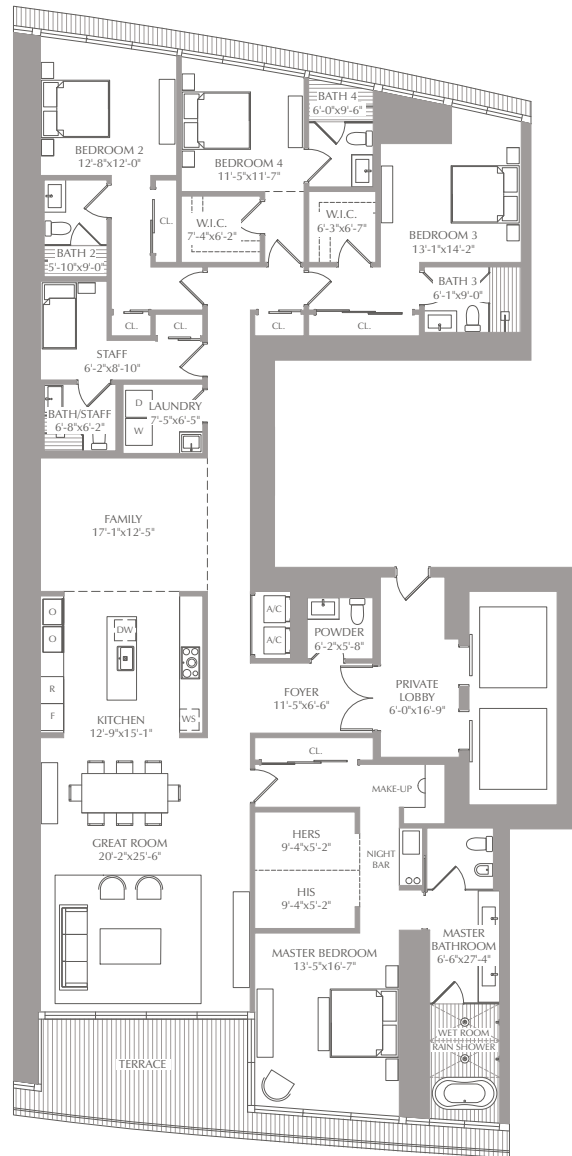 BATH 4
6'-0"x9'-6"
BEDROOM 2
12'-8"x12'-0"
BEDROOM 4
11'-5"x11'-7"
CL.
W.I.C.
7'-4"x6'-2"
W.I.C.
6'-3"x6'-7"
BEDROOM 3
13'-1"x14'-2"
BATH 2
5'-10"x9'-0"
BATH 3
6'-1"x9'-0"
CL.
CL.
CL.
CL.
STAFF
6'-2"x8'-10"
D
LAUNDRY
7'-5"x6'-5"
BATH/STAFF
6'-8"x6'-2"
W
FAMILY
17'-1"x12'-5"
O
O
A/C
A/C
DW
POWDER
6'-2"x5'-8"
R
F
WS
KITCHEN
12'-9"x15'-1"
FOYER
11'-5"x6'-6"
PRIVATE
LOBBY
6'-0"x16'-9"
CL.
MAKE-UP
HERS
9'-4"x5'-2"
GREAT ROOM
20'-2"x25'-6"
NIGHT
BAR
HIS
9'-4"x5'-2"
MASTER
BATHROOM
6'-6"x27'-4"
MASTER BEDROOM
13'-5"x16'-7"
WET ROOM
RAIN SHOWER
TERRACE